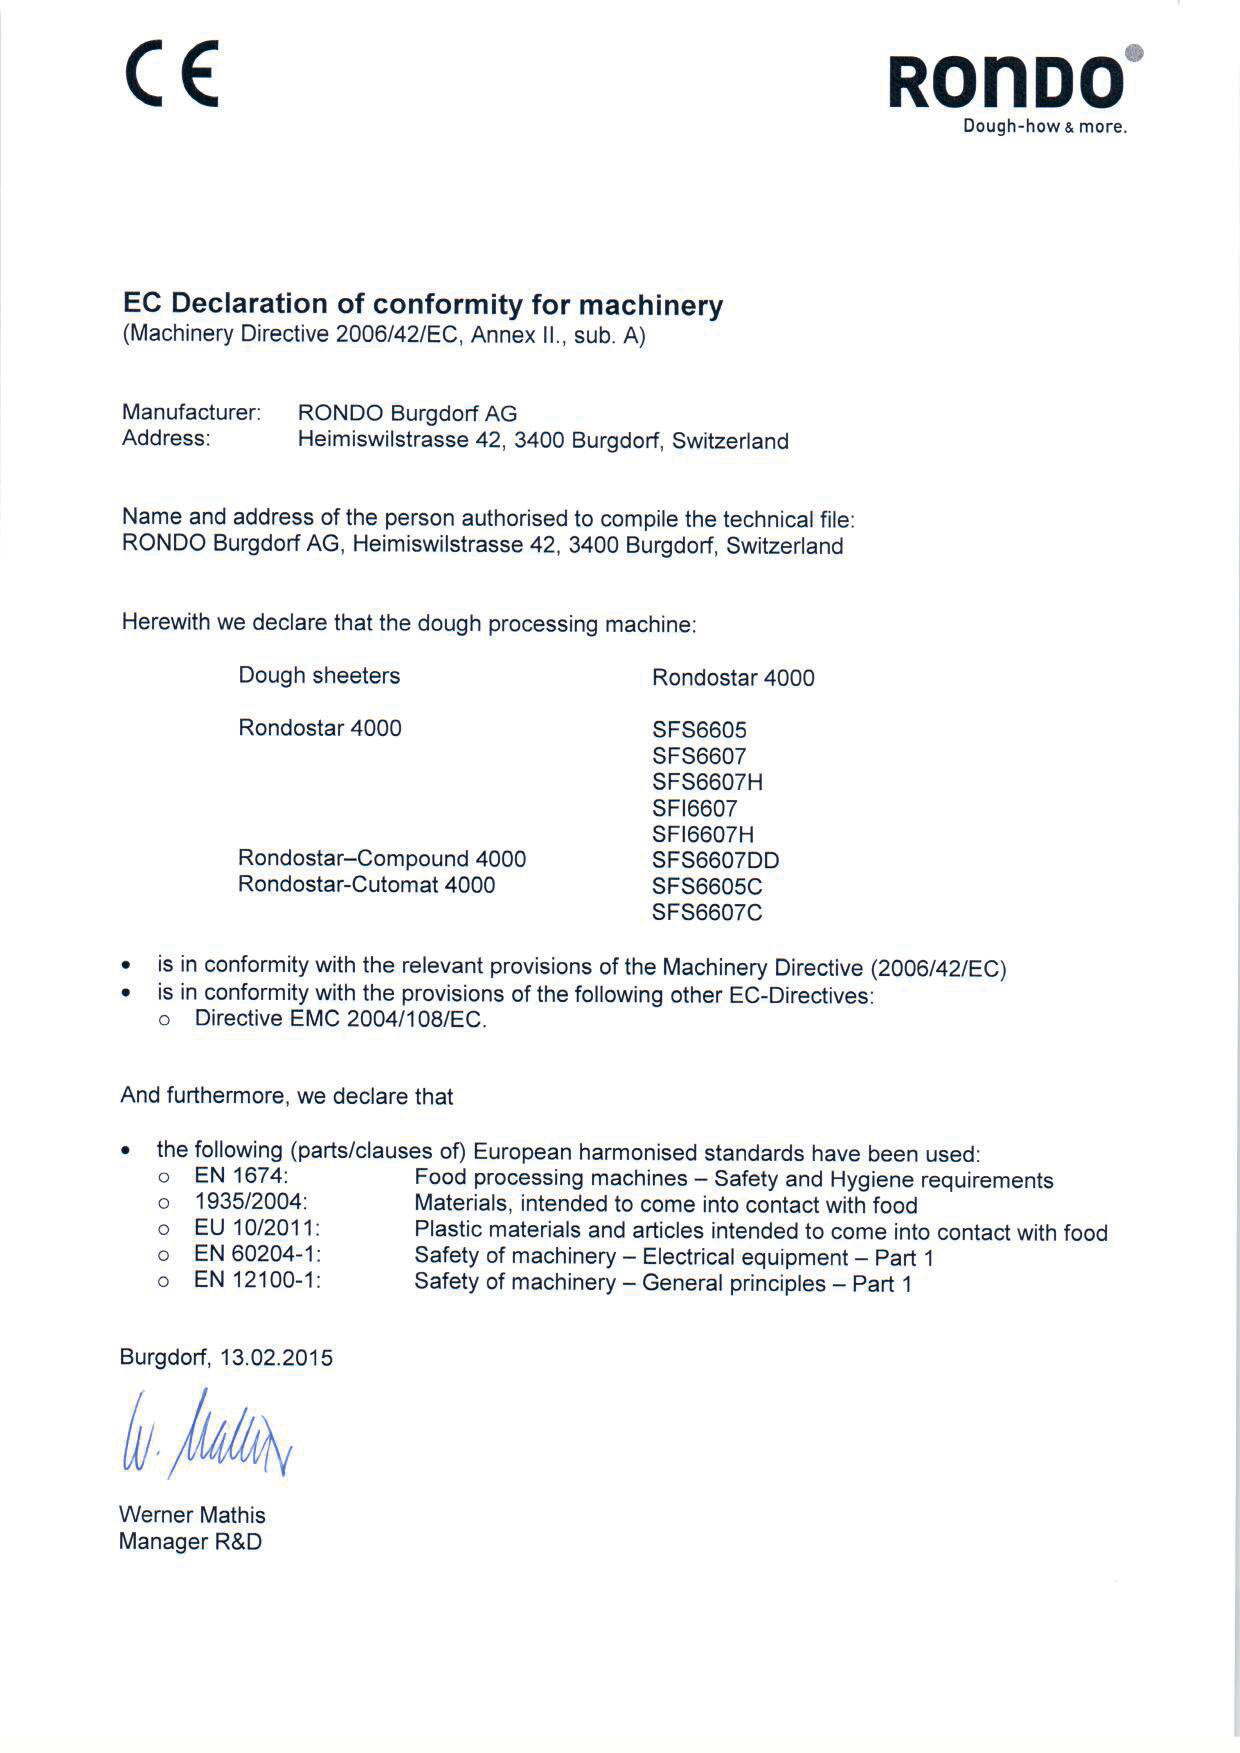 CE
RONDO
Dough-how & more.
EC Declaration of conformity for machinery
(Machinery Directive 2006/42/EC, Annex II., sub. A)
Manufacturer: RONDO Burgdorf AG
Address: Heimiswilstrasse 42, 3400 Burgdorf, Switzerland
Name and address of the person authorised to compile the technical file:
RONDO Burgdorf AG, Heimiswilstrasse 42, 3400 Burgdorf, Switzerland
Herewith we declare that the dough processing machine:
Dough sheeters Rondostar 4000
Rondostar 4000 SFS6605
SFS6607
SFS6607H
SFI6607
SFI6607H
Rondostar–Compound 4000 SFS6607DD
Rondostar-Cutomat 4000 SFS6605C
SFS6607C
• is in conformity with the relevant provisions of the Machinery Directive (2006/42/EC)
• is in conformity with the provisions of the following other EC-Directives:
o Directive EMC 2004/108/EC.
And furthermore, we declare that
• the following (parts/clauses of) European harmonised standards have been used:
o EN 1674: Food processing machines – Safety and Hygiene requirements
o 1935/2004: Materials, intended to come into contact with food
o EU 10/2011: Plastic materials and articles intended to come into contact with food
o EN 60204-1: Safety of machinery – Electrical equipment – Part 1
o EN 12100-1: Safety of machinery – General principles – Part 1
Burgdorf, 13.02.2015
W. Mathis
Werner Mathis
Manager R&D